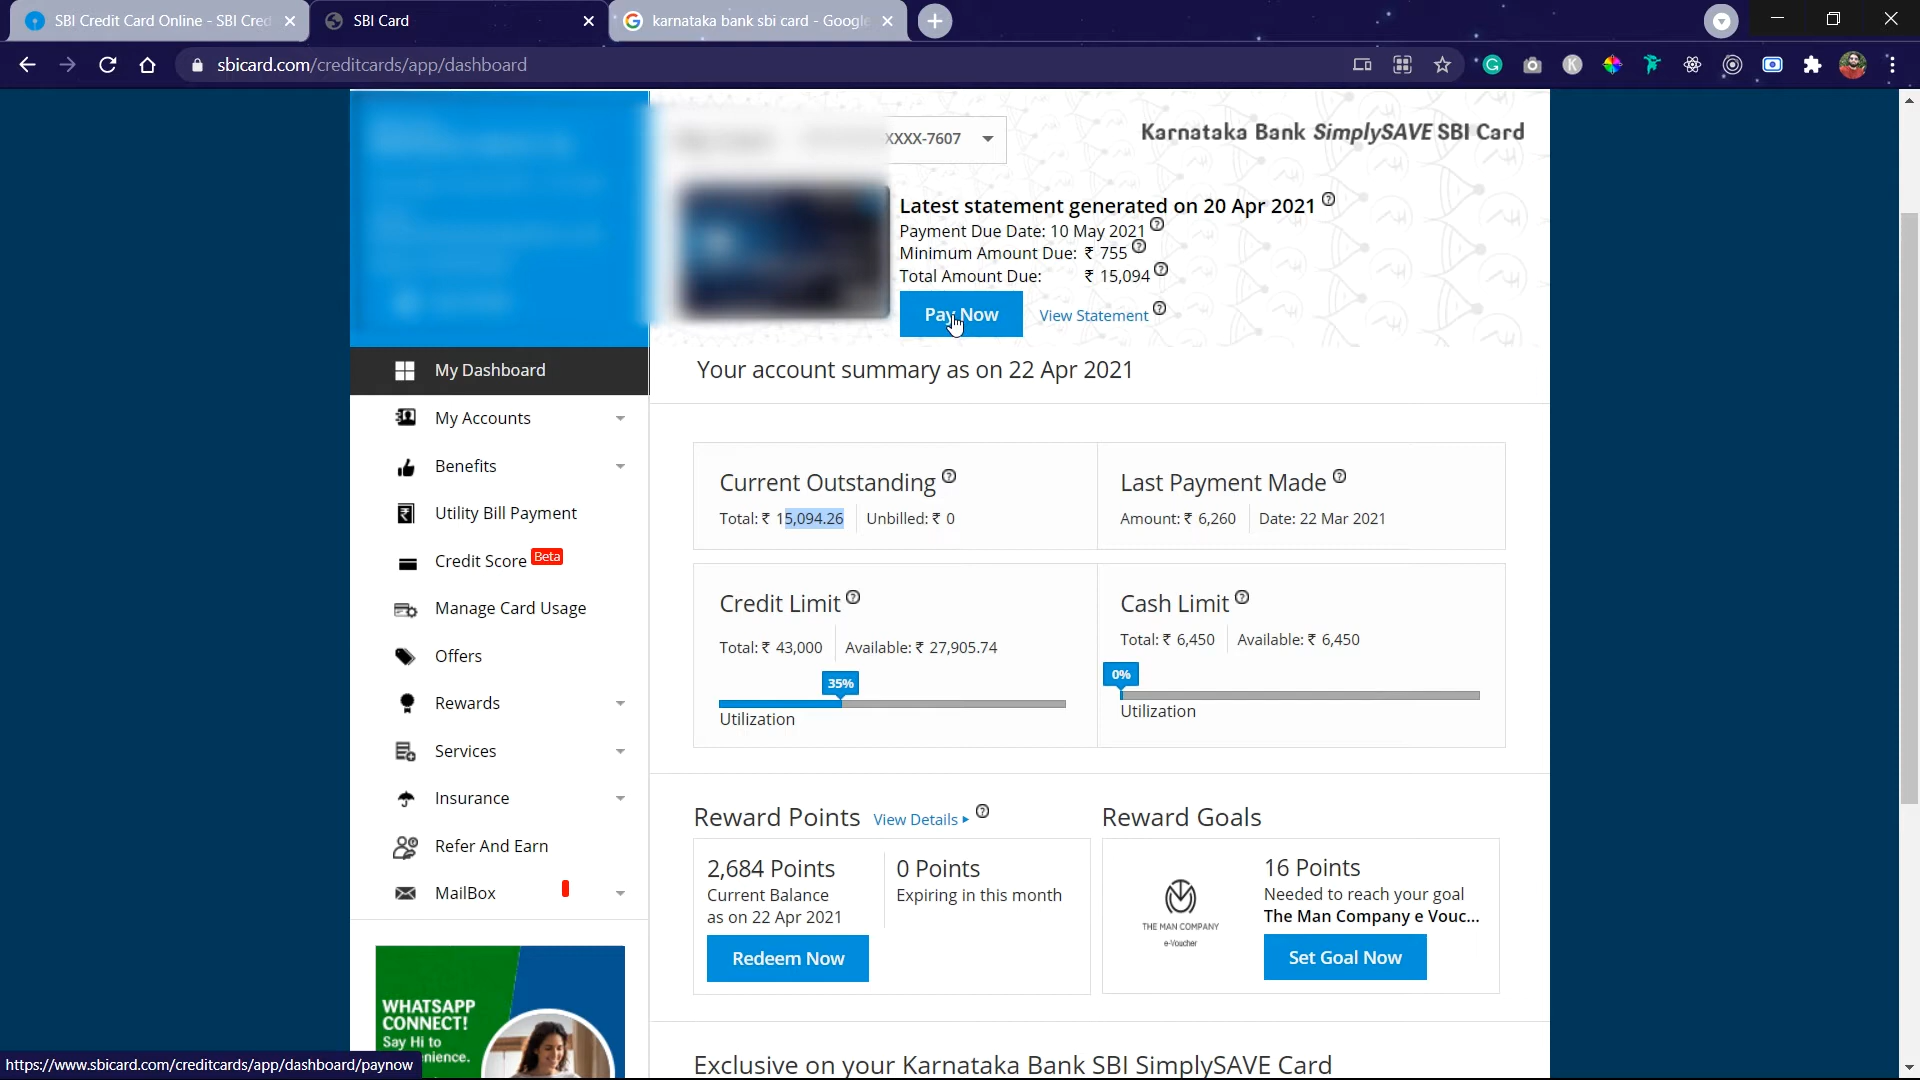 SBI Credit Card Online - SBI Cred
SBI Card
karnataka bank sbi card - Google
sbicard.com/creditcards/app/dashboard
XXXX-7607
Karnataka Bank SimplySAVE SBI Card
Latest statement generated on 20 Apr 2021
Payment Due Date: 10 May 2021
Minimum Amount Due: ₹ 755
Total Amount Due: ₹ 15,094
Pay Now
View Statement
My Dashboard
My Accounts
Benefits
Utility Bill Payment
Credit Score Beta
Manage Card Usage
Offers
Rewards
Services
Insurance
Refer And Earn
MailBox
WHATSAPP
CONNECT!
Say Hi to
Your account summary as on 22 Apr 2021
Current Outstanding
Total: ₹ 15,094.26
Unbilled: ₹ 0
Last Payment Made
Amount: ₹ 6,260
Date: 22 Mar 2021
Credit Limit
Total: ₹ 43,000
Available: ₹ 27,905.74
35%
Utilization
Cash Limit
Total: ₹ 6,450
Available: ₹ 6,450
0%
Utilization
Reward Points
View Details
2,684 Points
Current Balance
as on 22 Apr 2021
Redeem Now
0 Points
Expiring in this month
Reward Goals
THE MAN COMPANY
e-Voucher
16 Points
Needed to reach your goal
The Man Company e Vouc...
Set Goal Now
Exclusive on your Karnataka Bank SBI SimplySAVE Card
https://www.sbicard.com/creditcards/app/dashboard/paynow